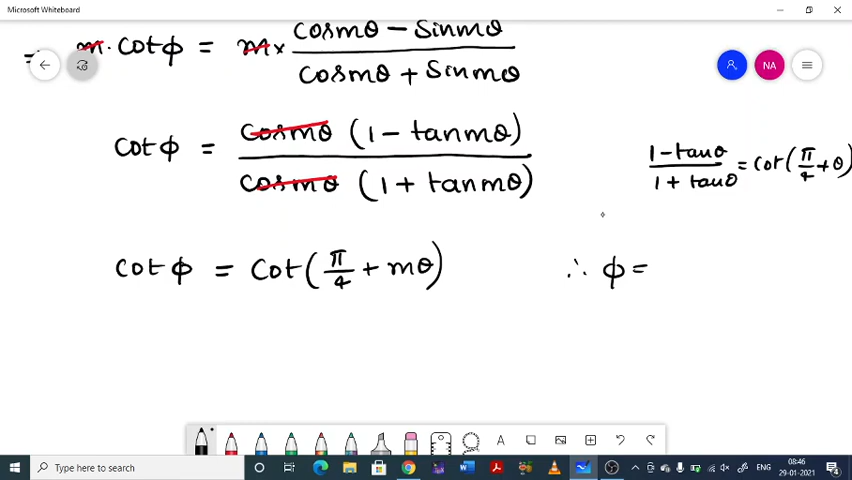 Microsoft Whiteboard
⇒ m · cot φ = m × (cos mθ − sin mθ) / (cos mθ + sin mθ)
NA
cot φ = cos mθ (1 − tan mθ) / cos mθ (1 + tan mθ)
(1 − tan θ) / (1 + tan θ) = cot(π/4 + θ)
cot φ = cot(π/4 + mθ) ∴ φ =
Type here to search
ENG
08:46
29-01-2021
4